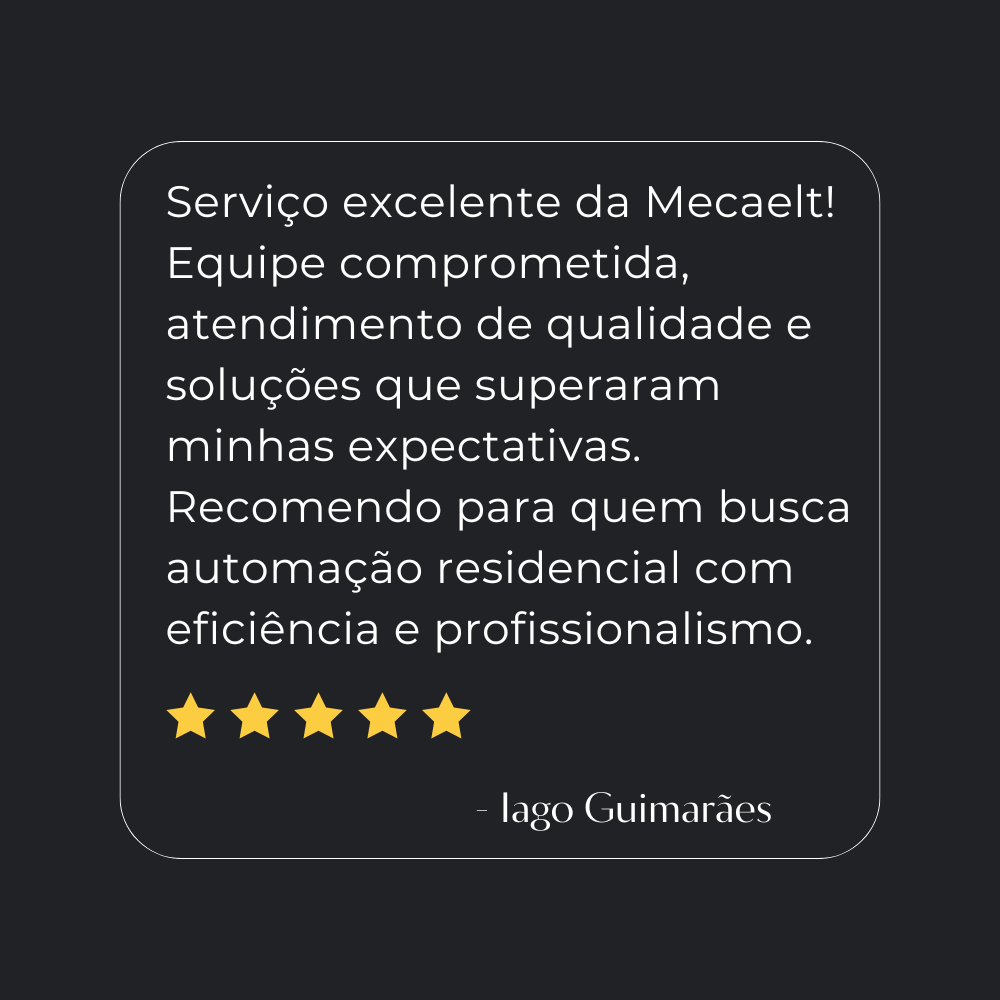 Serviço excelente da Mecaelt!
Equipe comprometida,
atendimento de qualidade e
soluções que superaram
minhas expectativas.
Recomendo para quem busca
automação residencial com
eficiência e profissionalismo.
- Iago Guimarães